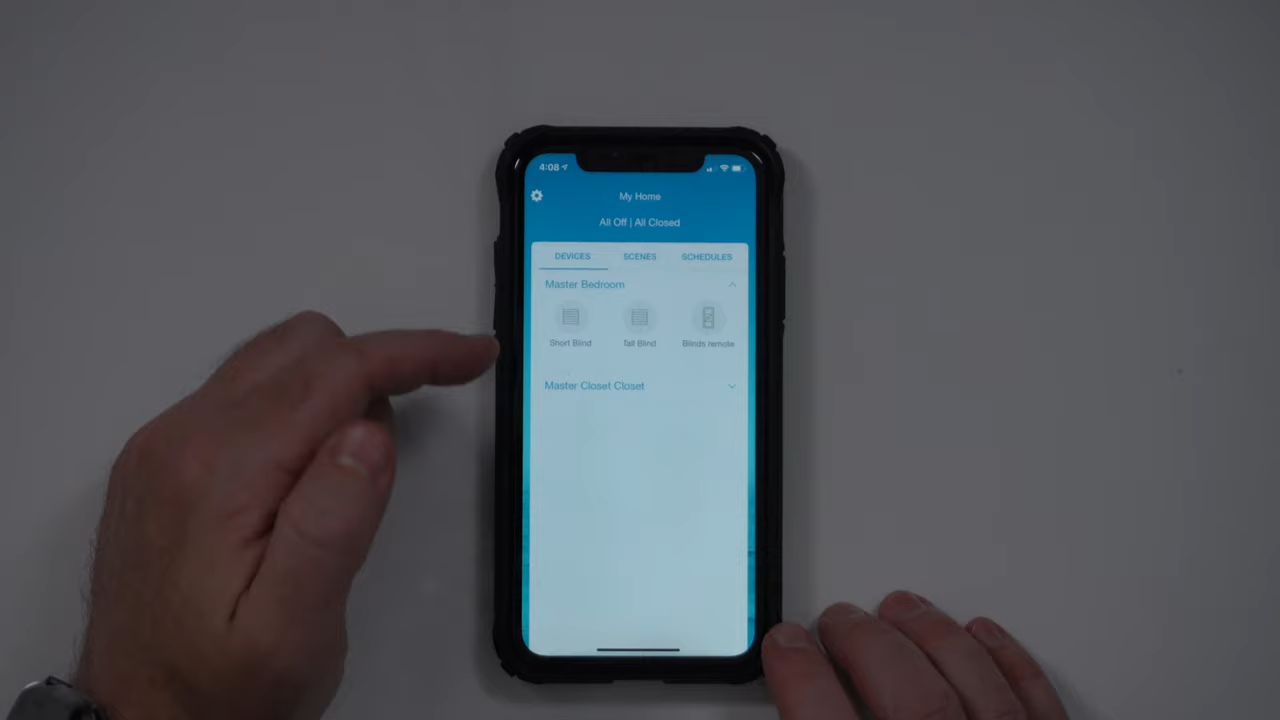 4:08
My Home
All Off | All Closed
DEVICES SCENES SCHEDULES
Master Bedroom
Short Blind Tall Blind Blinds remote
Master Closet Closet